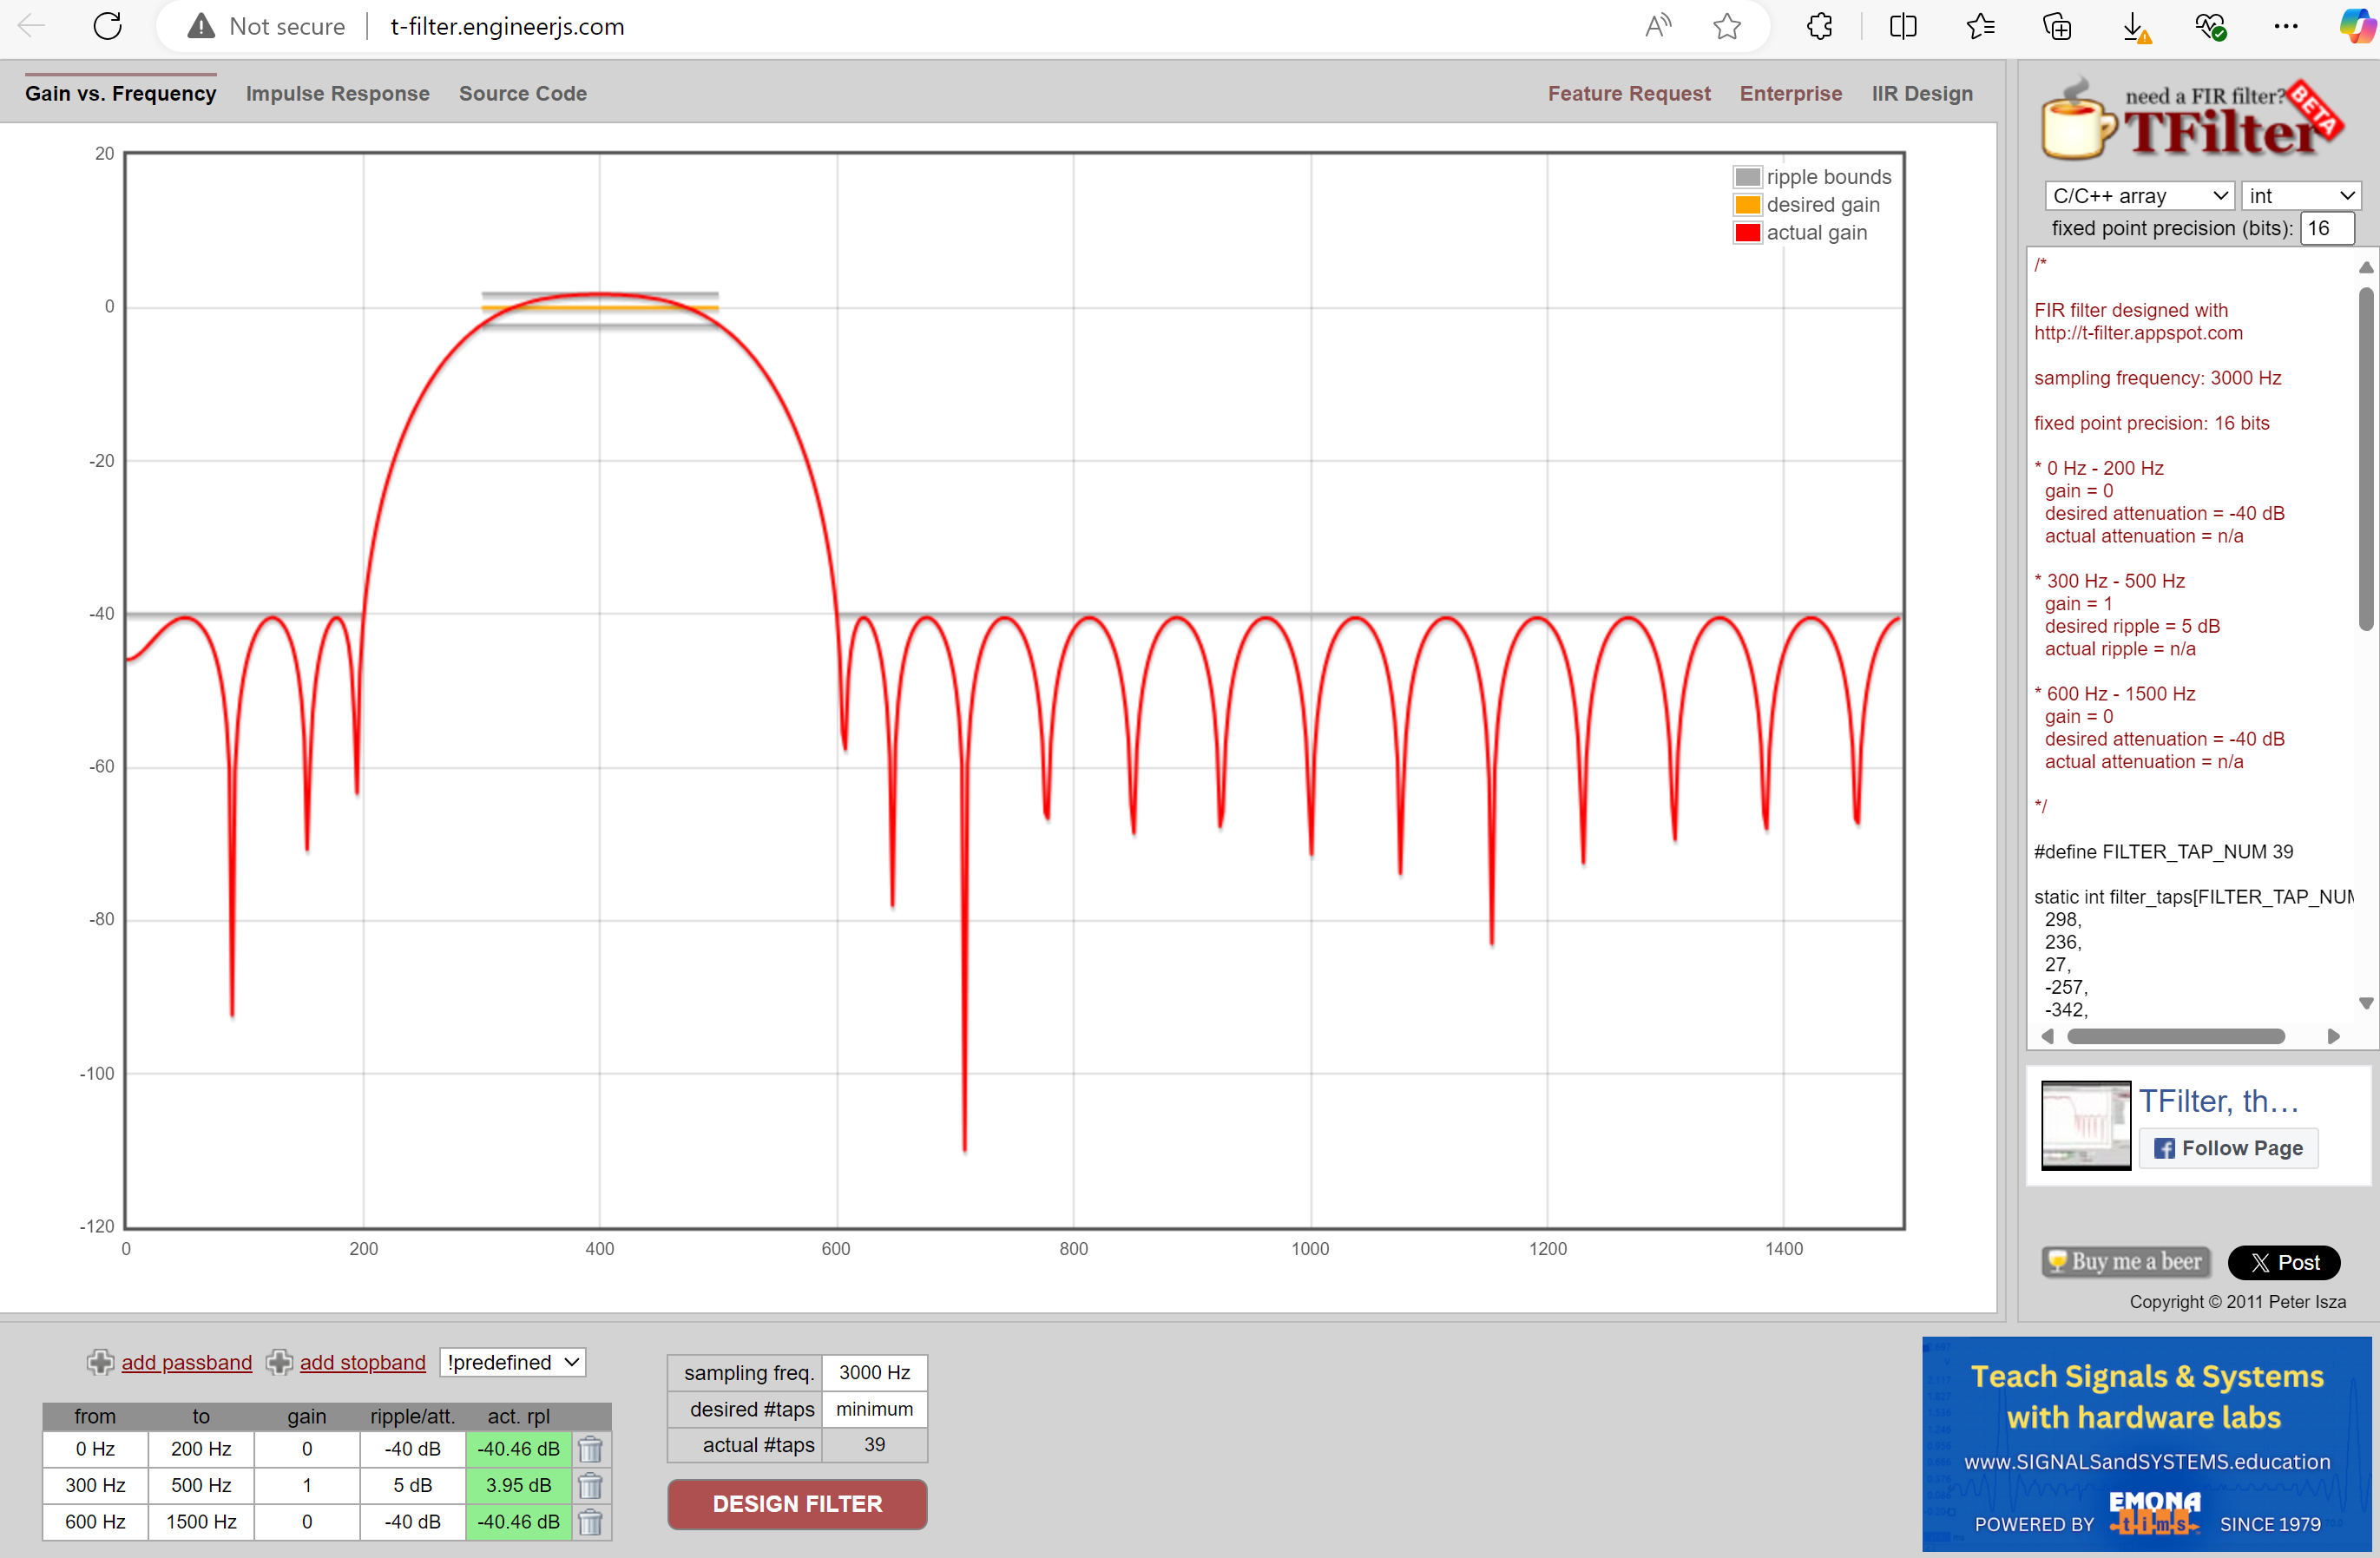 Not secure
t-filter.engineerjs.com
Gain vs. Frequency
Impulse Response
Source Code
Feature Request
Enterprise
IIR Design
20
0
-20
-40
-60
-80
-100
-120
0
200
400
600
800
1000
1200
1400
ripple bounds
desired gain
actual gain
need a FIR filter?
TFilter
BETA
C/C++ array
int
fixed point precision (bits): 16
/*
FIR filter designed with
http://t-filter.appspot.com
sampling frequency: 3000 Hz
fixed point precision: 16 bits
* 0 Hz - 200 Hz
gain = 0
desired attenuation = -40 dB
actual attenuation = n/a
* 300 Hz - 500 Hz
gain = 1
desired ripple = 5 dB
actual ripple = n/a
* 600 Hz - 1500 Hz
gain = 0
desired attenuation = -40 dB
actual attenuation = n/a
*/
#define FILTER_TAP_NUM 39
static int filter_taps[FILTER_TAP_NUM
298,
236,
27,
-257,
-342,
TFilter, th…
Follow Page
Buy me a beer
Post
Copyright © 2011 Peter Isza
add passband
add stopband
!predefined
from to gain ripple/att. act. rpl
0 Hz 200 Hz 0 -40 dB -40.46 dB
300 Hz 500 Hz 1 5 dB 3.95 dB
600 Hz 1500 Hz 0 -40 dB -40.46 dB
sampling freq. 3000 Hz
desired #taps minimum
actual #taps 39
DESIGN FILTER
Teach Signals & Systems
with hardware labs
www.SIGNALSandSYSTEMS.education
POWERED BY
EMONA
t.i.m.s
SINCE 1979